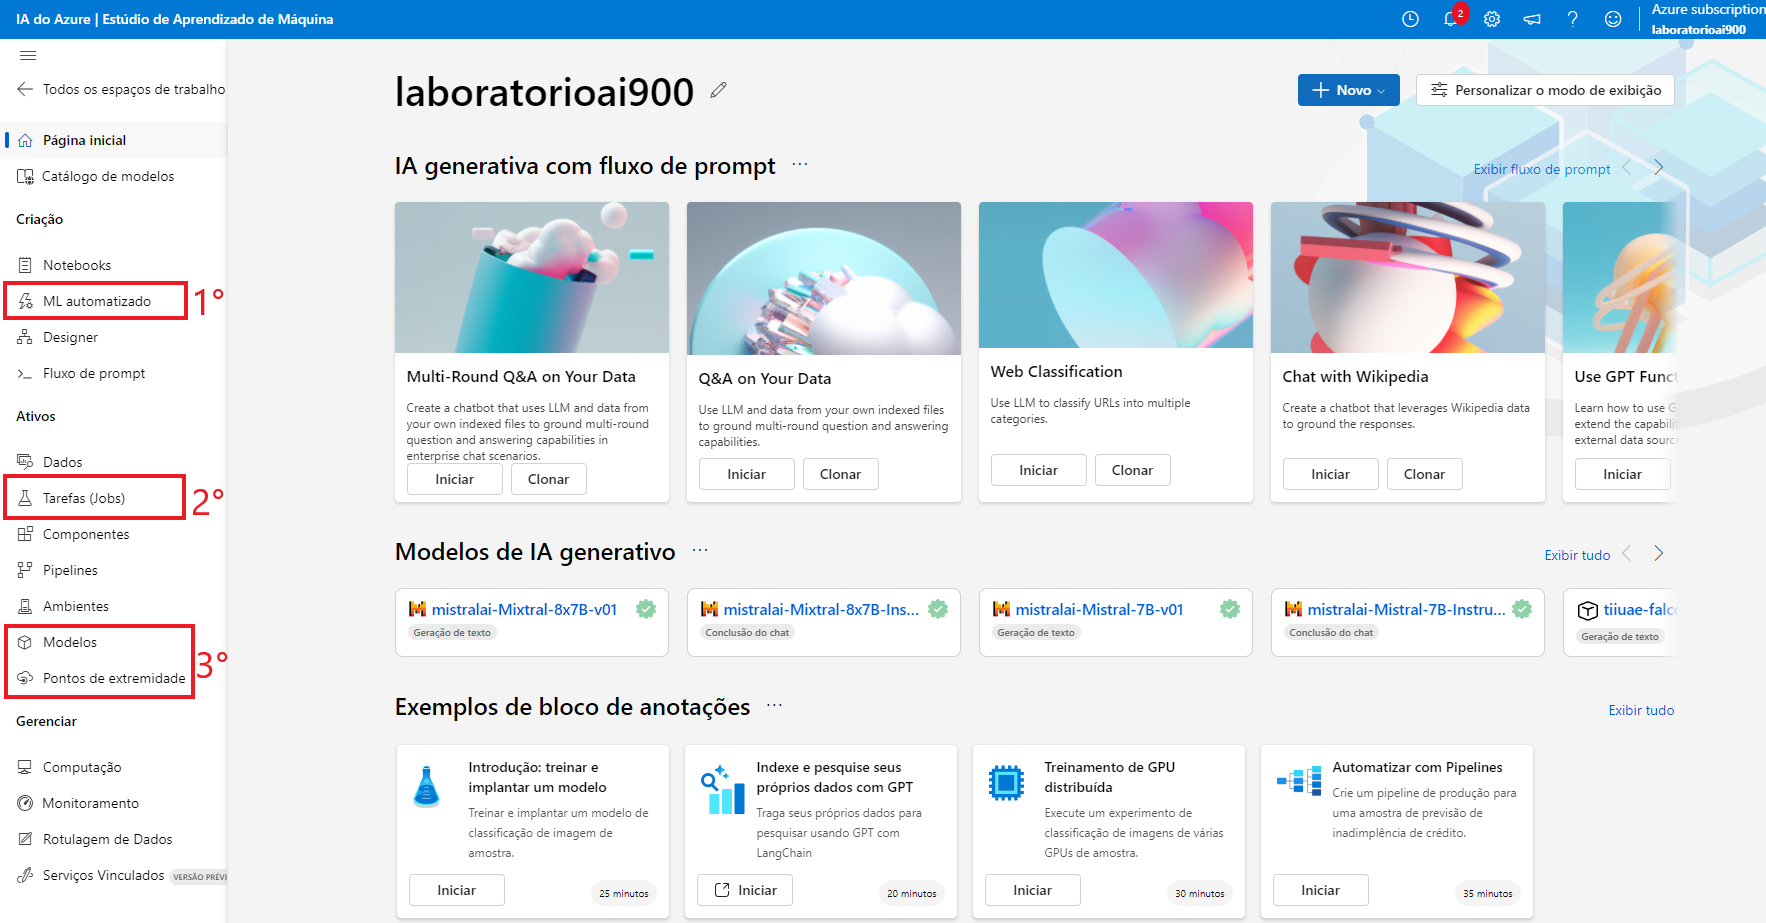 IA do Azure | Estúdio de Aprendizado de Máquina
2
Azure subscription
laboratorioai900
Todos os espaços de trabalho
Página inicial
Catálogo de modelos
Criação
Notebooks
ML automatizado
1°
Designer
Fluxo de prompt
Ativos
Dados
Tarefas (Jobs)
2°
Componentes
Pipelines
Ambientes
Modelos
Pontos de extremidade
3°
Gerenciar
Computação
Monitoramento
Rotulagem de Dados
Serviços Vinculados
VERSÃO PRÉVI
laboratorioai900
Novo
Personalizar o modo de exibição
IA generativa com fluxo de prompt
...
Exibir fluxo de prompt
Multi-Round Q&A on Your Data
Create a chatbot that uses LLM and data from
your own indexed files to ground multi-round
question and answering capabilities in
enterprise chat scenarios.
Iniciar
Clonar
Q&A on Your Data
Use LLM and data from your own indexed files
to ground multi-round question and answering
capabilities.
Iniciar
Clonar
Web Classification
Use LLM to classify URLs into multiple
categories.
Iniciar
Clonar
Chat with Wikipedia
Create a chatbot that leverages Wikipedia data
to ground the responses.
Iniciar
Clonar
Use GPT Funct
Learn how to use G
extend the capabili
external data sourc
Iniciar
Modelos de IA generativo
...
Exibir tudo
mistralai-Mixtral-8x7B-v01
Geração de texto
mistralai-Mixtral-8x7B-Ins...
Conclusão do chat
mistralai-Mistral-7B-v01
Geração de texto
mistralai-Mistral-7B-Instru...
Conclusão do chat
tiiuae-falc
Geração de texto
Exemplos de bloco de anotações
...
Exibir tudo
Introdução: treinar e
implantar um modelo
Treinar e implantar um modelo de
classificação de imagem de
amostra.
Iniciar
25 minutos
Indexe e pesquise seus
próprios dados com GPT
Traga seus próprios dados para
pesquisar usando GPT com
LangChain
Iniciar
20 minutos
Treinamento de GPU
distribuída
Execute um experimento de
classificação de imagens de várias
GPUs de amostra.
Iniciar
30 minutos
Automatizar com Pipelines
Crie um pipeline de produção para
uma amostra de previsão de
inadimplência de crédito.
Iniciar
35 minutos